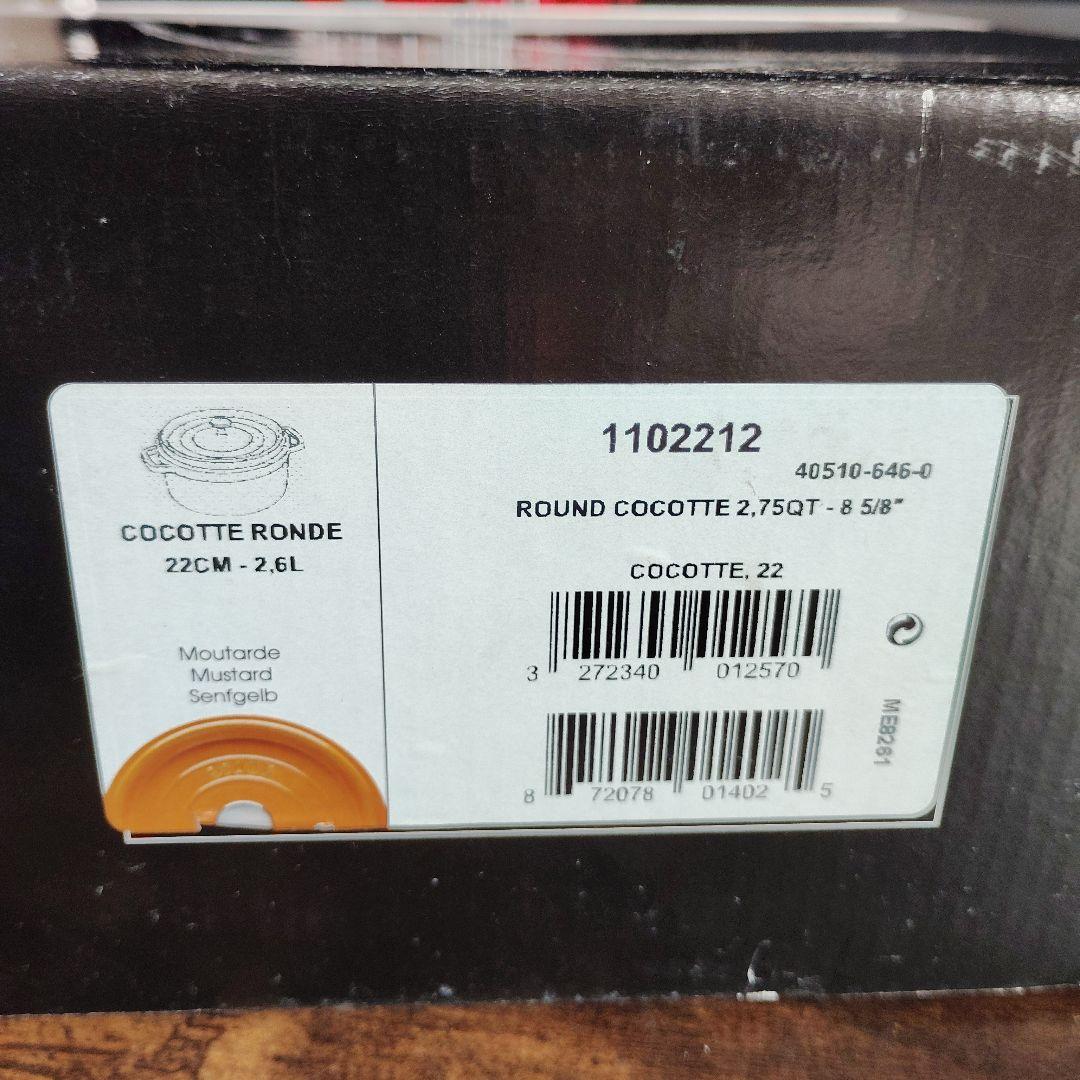 COCOTTE RONDE
22CM - 2,6L
Moutarde
Mustard
Senfgelb
1102212
40510-646-0
ROUND COCOTTE 2,75QT - 8 5/8"
COCOTTE, 22
3 272340 012570
8 72078 01402 5
ME8261